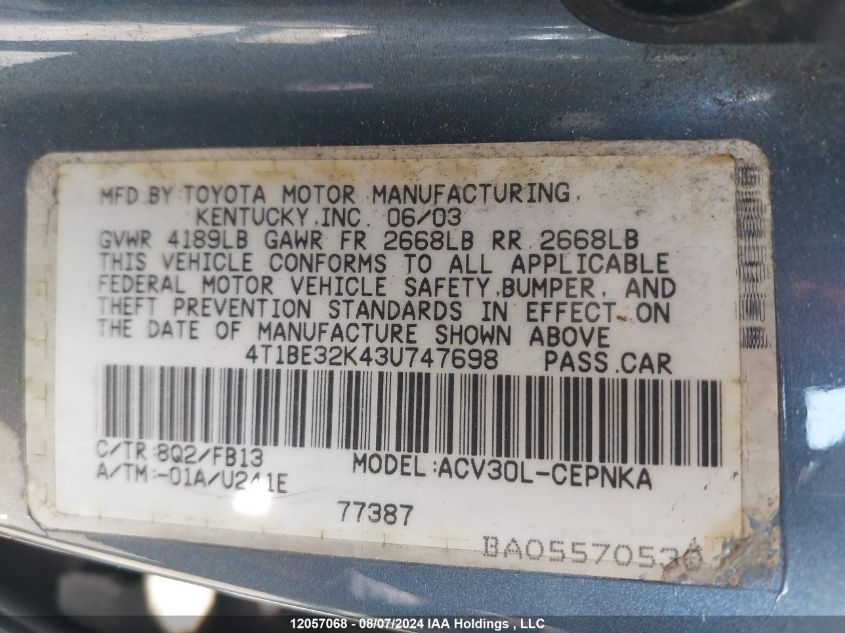 MFD.BY TOYOTA MOTOR MANUFACTURING,
KENTUCKY,INC. 06/03
GVWR 4189LB GAWR FR 2668LB RR 2668LB
THIS VEHICLE CONFORMS TO ALL APPLICABLE
FEDERAL MOTOR VEHICLE SAFETY,BUMPER, AND
THEFT PREVENTION STANDARDS IN EFFECT ON
THE DATE OF MANUFACTURE SHOWN ABOVE
4T1BE32K43U747698 PASS.CAR
C/TR:8Q2/FB13
A/TM:-01A/U241E
MODEL:ACV30L-CEPNKA
77387
12057068 - 08/07/2024 IAA Holdings , LLC